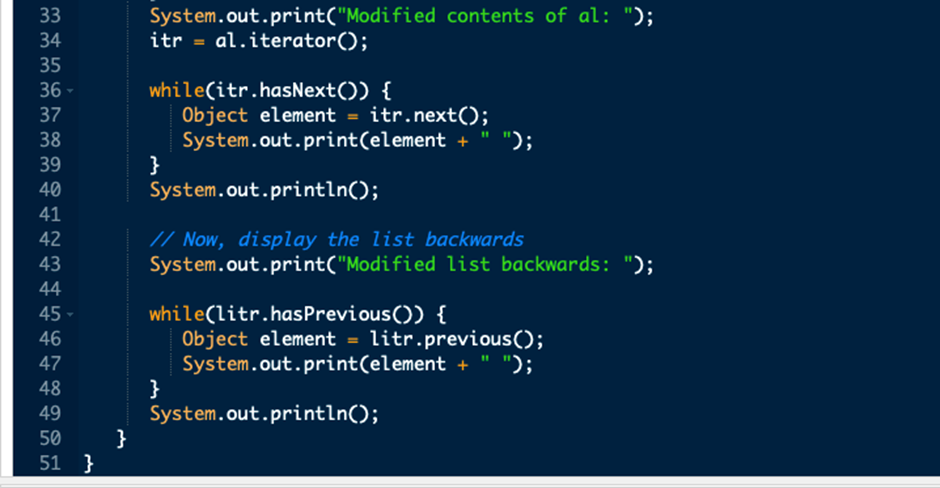 33 System.out.print("Modified contents of al: ");
34 itr = al.iterator();
35
36 while(itr.hasNext()) {
37 Object element = itr.next();
38 System.out.print(element + " ");
39 }
40 System.out.println();
41
42 // Now, display the list backwards
43 System.out.print("Modified list backwards: ");
44
45 while(litr.hasPrevious()) {
46 Object element = litr.previous();
47 System.out.print(element + " ");
48 }
49 System.out.println();
50 }
51 }